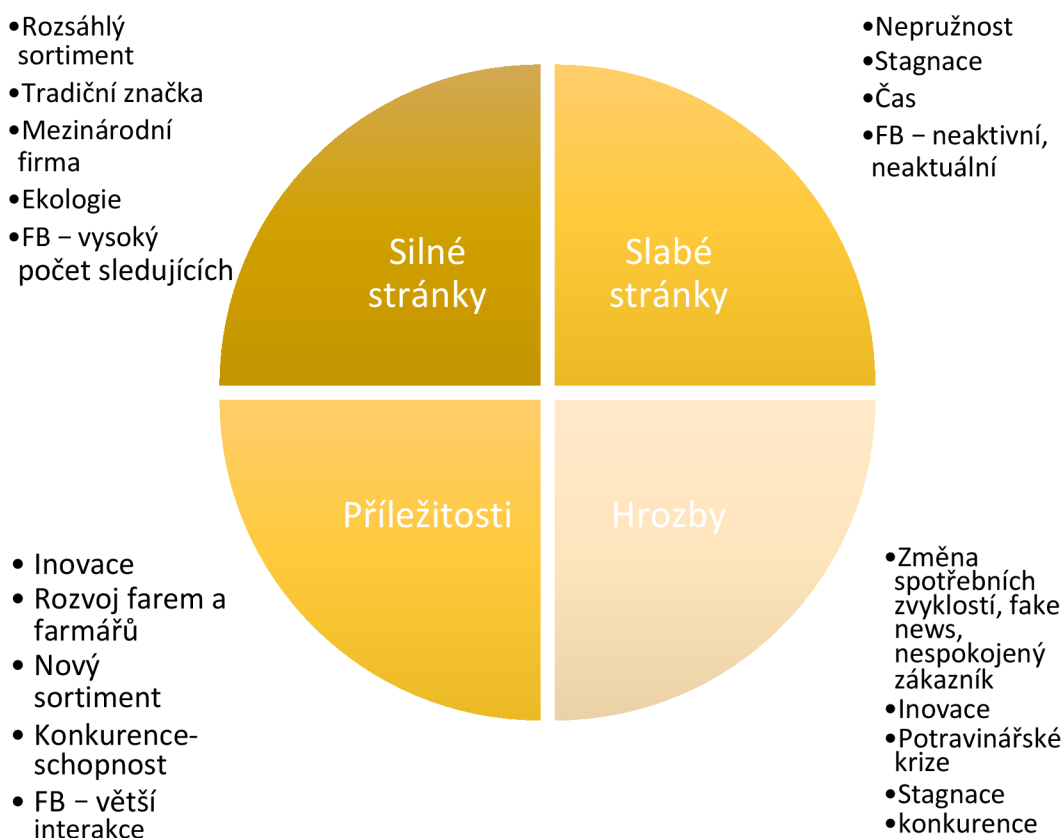 •Rozsáhlý
sortiment
•Tradiční značka
•Mezinárodní
firma
•Ekologie
•FB – vysoký
počet sledujících
•Nepružnost
•Stagnace
•Čas
•FB – neaktivní,
neaktuální
Silné
stránky
Slabé
stránky
Příležitosti
Hrozby
• Inovace
• Rozvoj farem a
farmářů
• Nový
sortiment
• Konkurence-
schopnost
• FB – větší
interakce
•Změna
spotřebních
zvyklostí, fake
news,
nespokojený
zákazník
•Inovace
•Potravinářské
krize
•Stagnace
•konkurence